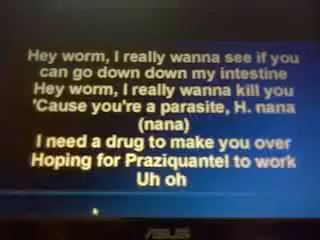 Hey worm, I really wanna see if you
can go down down my intestine
Hey worm, I really wanna kill you
'Cause you're a parasite, H. nana
(nana)
I need a drug to make you over
Hoping for Praziquantel to work
Uh oh
ASUS